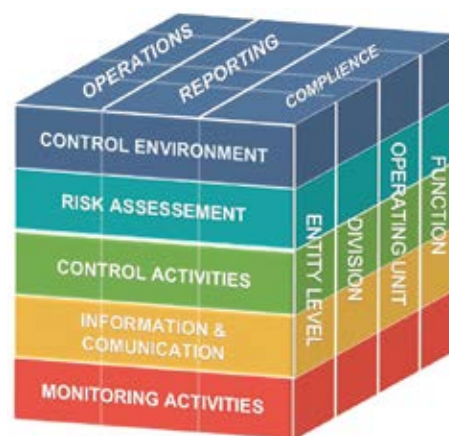 OPERATIONS
REPORTING
COMPLIENCE
CONTROL ENVIRONMENT
RISK ASSESSEMENT
CONTROL ACTIVITIES
INFORMATION &
COMUNICATION
MONITORING ACTIVITIES
ENTITY LEVEL
DIVISION
OPERATING UNIT
FUNCTION